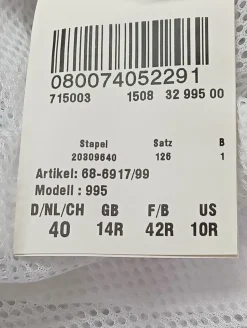 080074052291
715003 1508 32 995 00
Stapel Satz B
20309640 126 1
Artikel: 68-6917/99
Modell : 995
D/NL/CH GB F/B US
40 14R 42R 10R